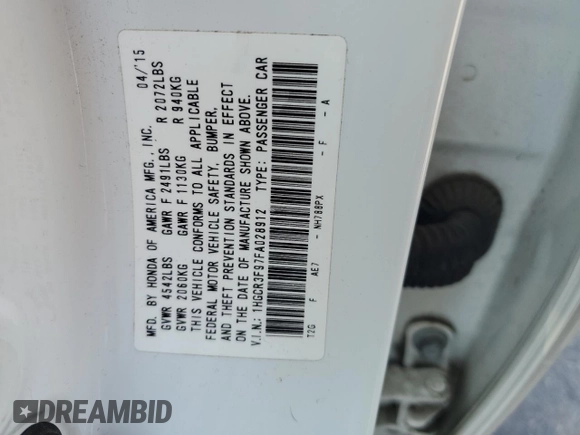 MFD. BY HONDA OF AMERICA MFG., INC. 04/15
GVWR 4542LBS GAWR F 2491LBS R 2072LBS
GVWR 2060KG GAWR F 1130KG R 940KG
THIS VEHICLE CONFORMS TO ALL APPLICABLE
FEDERAL MOTOR VEHICLE SAFETY, BUMPER,
AND THEFT PREVENTION STANDARDS IN EFFECT
ON THE DATE OF MANUFACTURE SHOWN ABOVE.
V.I.N.: 1HGCR3F97FA028912 TYPE: PASSENGER CAR
T2G F AE7 - NH788PX - F - A
DREAMBID